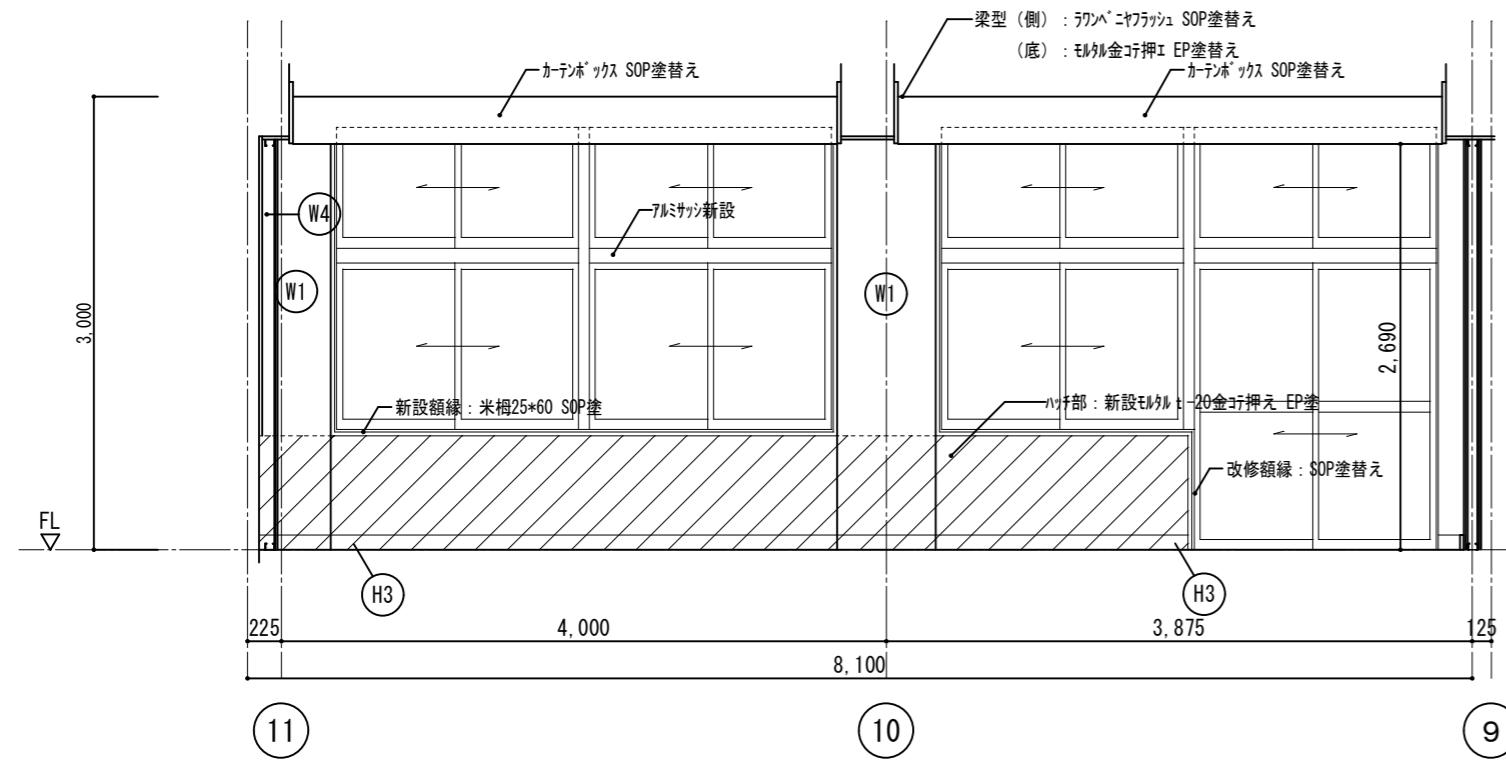 梁型（側）：ﾗﾜﾝﾍﾞﾆﾔﾌﾗｯｼｭ SOP塗替え
（底）：ﾓﾙﾀﾙ金ｺﾃ押ｴ EP塗替え
ｶｰﾃﾝﾎﾞｯｸｽ SOP塗替え
ｶｰﾃﾝﾎﾞｯｸｽ SOP塗替え
3,000
W4
ｱﾙﾐｻｯｼ新設
W1
W1
2,690
新設額縁：米栂25*60 SOP塗
ﾊｯﾁ部：新設ﾓﾙﾀﾙ t-20金ｺﾃ押え EP塗
改修額縁：SOP塗替え
FL
H3
H3
225
4,000
3,875
125
8,100
11
10
9